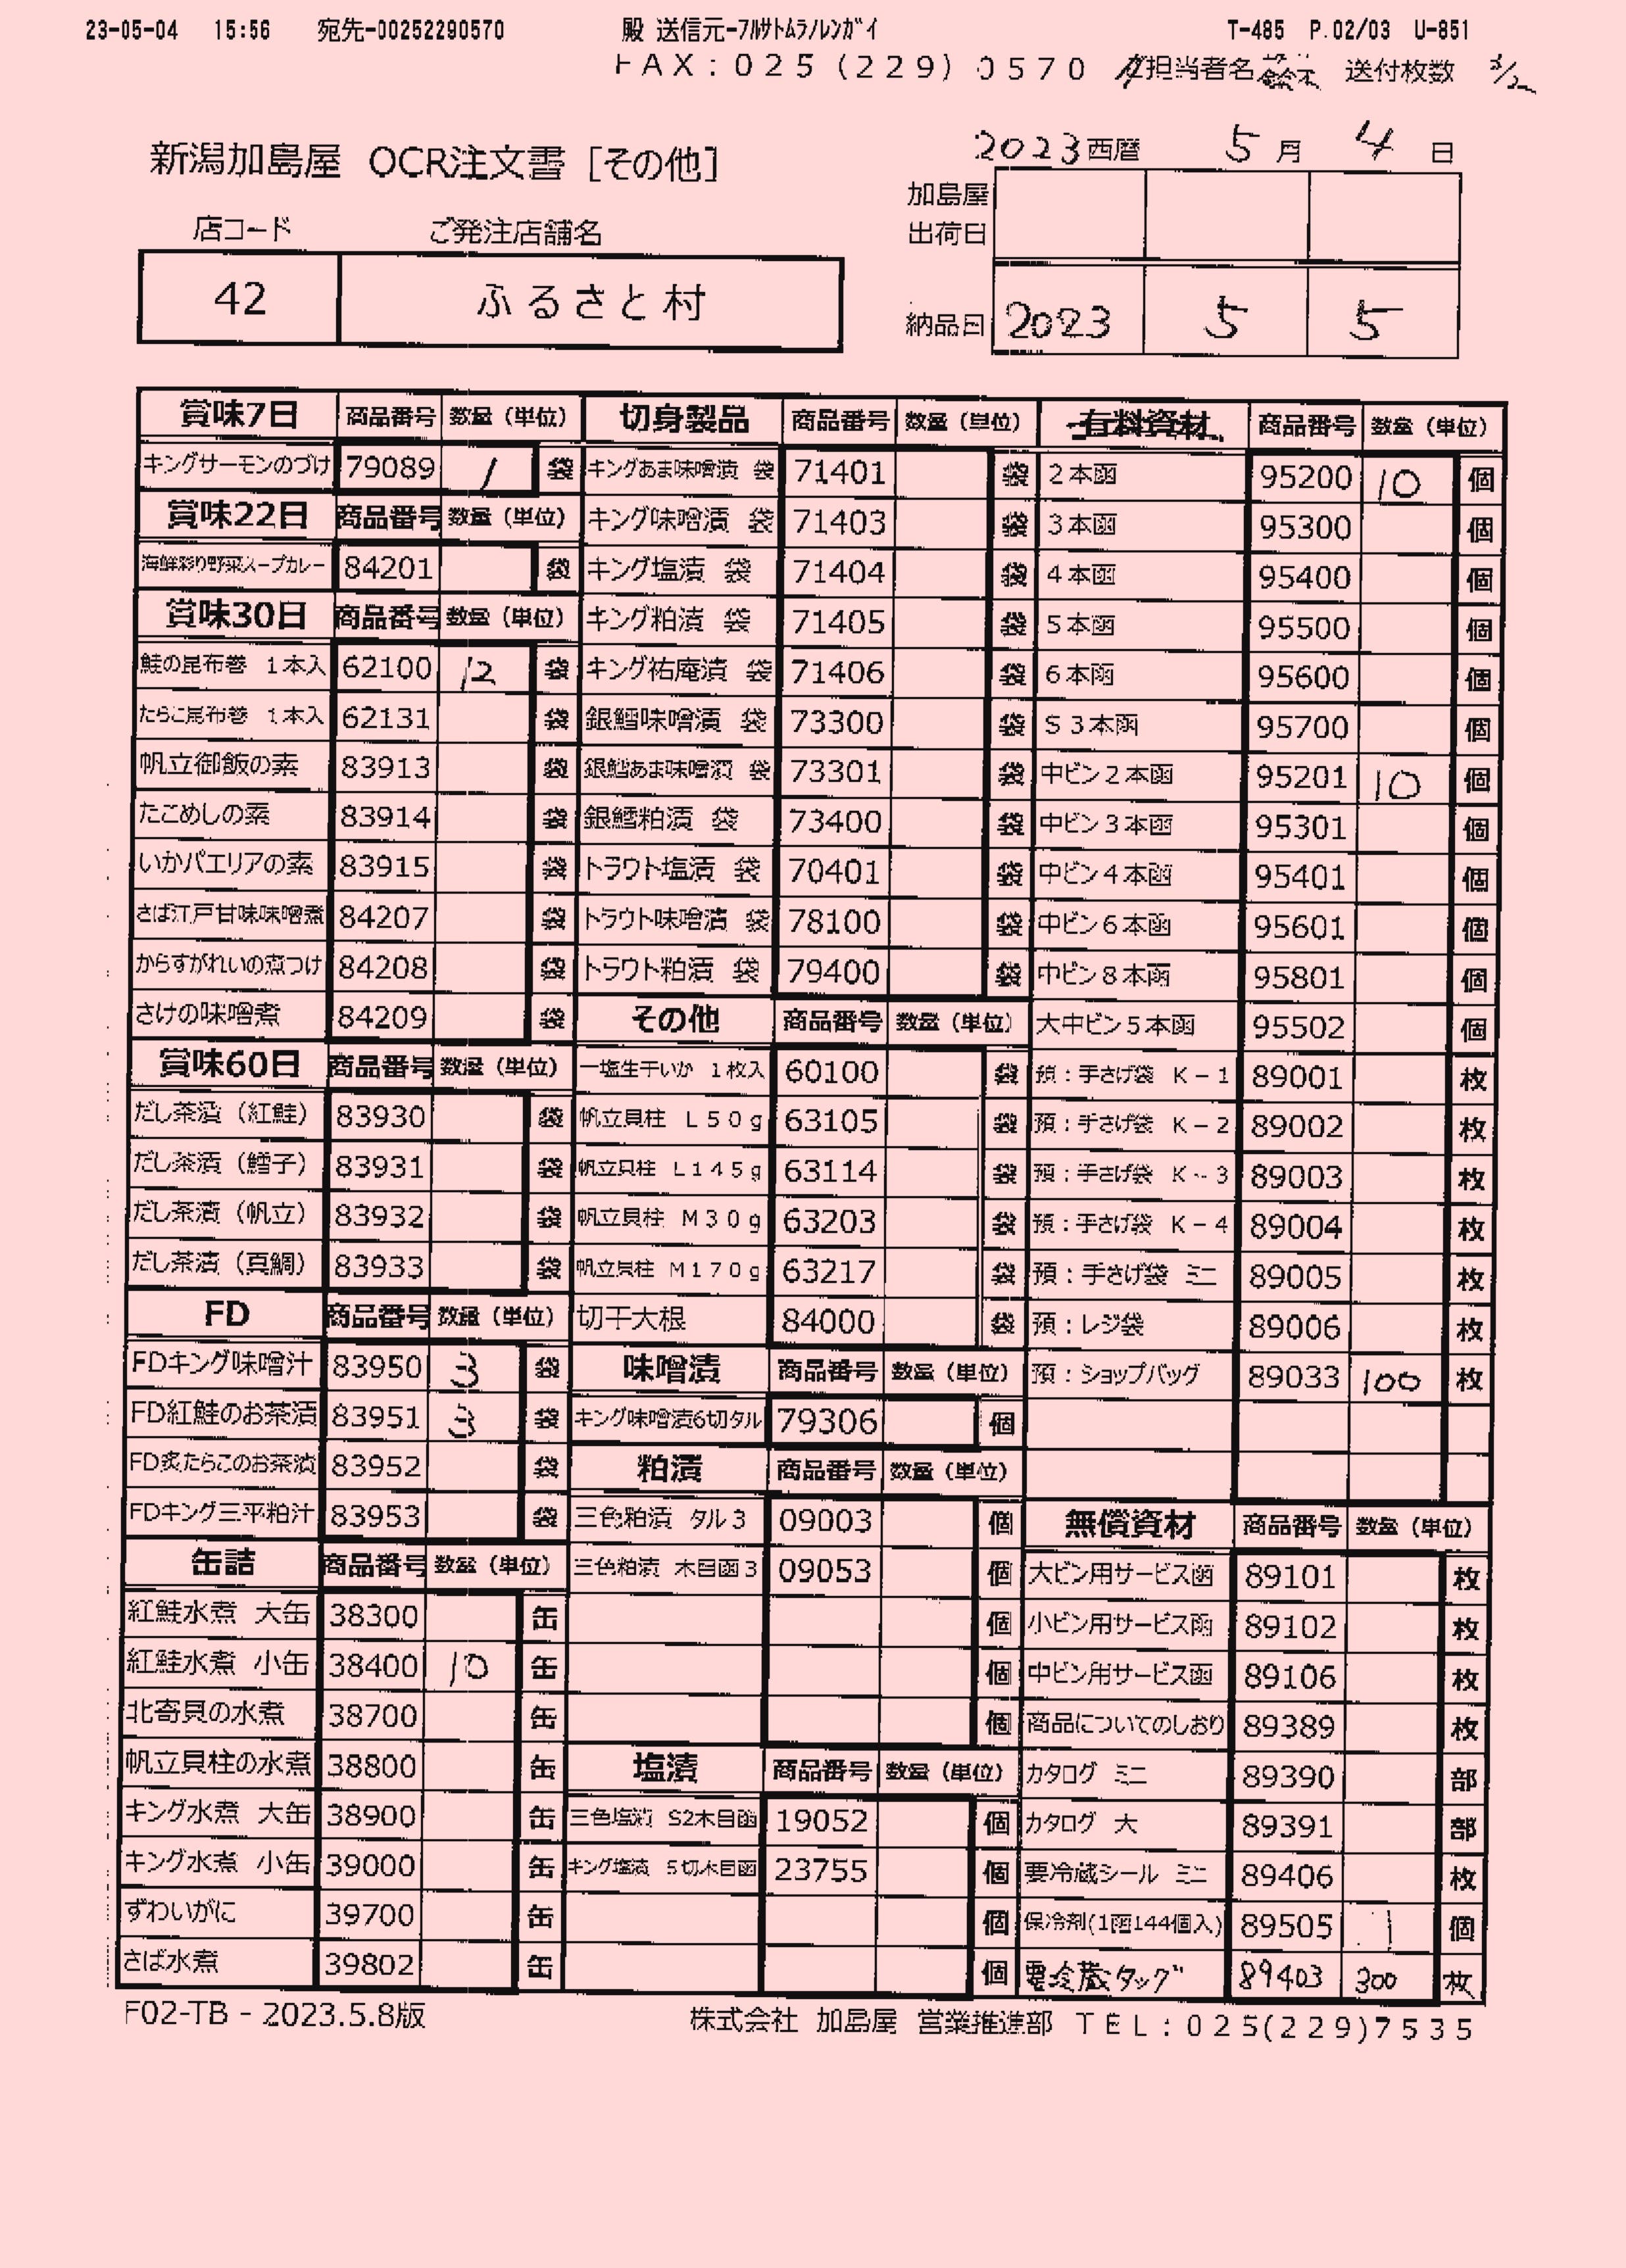 23-05-04 15:56 宛先-00252290570 殿 送信元-フルサトムラノレンガイ T-485 P.02/03 U-851
FAX:025(229)0570 ご担当者名 鈴木 送付枚数
新潟加島屋 OCR注文書 [その他]
2023 西暦 5 月 4 日
店コード ご発注店舗名
加島屋
出荷日
42 ふるさと村
納品日 2023 5 5
賞味7日 商品番号 数量(単位) 切身製品 商品番号 数量(単位) 有料資材 商品番号 数量(単位)
キングサーモンのづけ 79089 1 袋 キングあま味噌漬 袋 71401 袋 2本函 95200 10 個
賞味22日 商品番号 数量(単位) キング味噌漬 袋 71403 袋 3本函 95300 個
海鮮彩り野菜スープカレー 84201 袋 キング塩漬 袋 71404 袋 4本函 95400 個
賞味30日 商品番号 数量(単位) キング粕漬 袋 71405 袋 5本函 95500 個
鮭の昆布巻 1本入 62100 12 袋 キング祐庵漬 袋 71406 袋 6本函 95600 個
たらこ昆布巻 1本入 62131 袋 銀鱈味噌漬 袋 73300 袋 S3本函 95700 個
帆立御飯の素 83913 袋 銀鱈あま味噌漬 袋 73301 袋 中ビン2本函 95201 10 個
たこめしの素 83914 袋 銀鱈粕漬 袋 73400 袋 中ビン3本函 95301 個
いかパエリアの素 83915 袋 トラウト塩漬 袋 70401 袋 中ビン4本函 95401 個
さば江戸甘味味噌煮 84207 袋 トラウト味噌漬 袋 78100 袋 中ビン6本函 95601 個
からすがれいの煮つけ 84208 袋 トラウト粕漬 袋 79400 袋 中ビン8本函 95801 個
さけの味噌煮 84209 袋 その他 商品番号 数量(単位) 大中ビン5本函 95502 個
賞味60日 商品番号 数量(単位) 一塩生干いか 1枚入 60100 袋 預:手さげ袋 K-1 89001 枚
だし茶漬(紅鮭) 83930 袋 帆立貝柱 L50g 63105 袋 預:手さげ袋 K-2 89002 枚
だし茶漬(鱈子) 83931 袋 帆立貝柱 L145g 63114 袋 預:手さげ袋 K-3 89003 枚
だし茶漬(帆立) 83932 袋 帆立貝柱 M30g 63203 袋 預:手さげ袋 K-4 89004 枚
だし茶漬(真鯛) 83933 袋 帆立貝柱 M170g 63217 袋 預:手さげ袋 ミニ 89005 枚
FD 商品番号 数量(単位) 切干大根 84000 袋 預:レジ袋 89006 枚
FDキング味噌汁 83950 3 袋 味噌漬 商品番号 数量(単位) 預:ショップバッグ 89033 100 枚
FD紅鮭のお茶漬 83951 3 袋 キング味噌漬6切タル 79306 個
FD炙たらこのお茶漬 83952 袋 粕漬 商品番号 数量(単位)
FDキング三平粕汁 83953 袋 三色粕漬 タル3 09003 個 無償資材 商品番号 数量(単位)
缶詰 商品番号 数量(単位) 三色粕漬 木目函3 09053 個 大ビン用サービス函 89101 枚
紅鮭水煮 大缶 38300 缶 個 小ビン用サービス函 89102 枚
紅鮭水煮 小缶 38400 10 缶 個 中ビン用サービス函 89106 枚
北寄貝の水煮 38700 缶 個 商品についてのしおり 89389 枚
帆立貝柱の水煮 38800 缶 塩漬 商品番号 数量(単位) カタログ ミニ 89390 部
キング水煮 大缶 38900 缶 三色塩漬 S2木目函 19052 個 カタログ 大 89391 部
キング水煮 小缶 39000 缶 キング塩漬 5切木目函 23755 個 要冷蔵シール ミニ 89406 枚
ずわいがに 39700 缶 個 保冷剤(1函144個入) 89505 1 個
さば水煮 39802 缶 個 要冷蔵タッグ 89403 300 枚
F02-TB - 2023.5.8版 株式会社 加島屋 営業推進部 TEL:025(229)7535